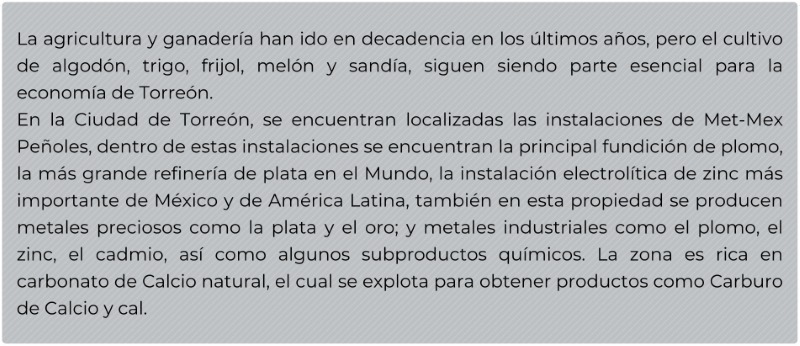 La agricultura y ganadería han ido en decadencia en los últimos años, pero el cultivo
de algodón, trigo, frijol, melón y sandía, siguen siendo parte esencial para la
economía de Torreón.
En la Ciudad de Torreón, se encuentran localizadas las instalaciones de Met-Mex
Peñoles, dentro de estas instalaciones se encuentran la principal fundición de plomo,
la más grande refinería de plata en el Mundo, la instalación electrolítica de zinc más
importante de México y de América Latina, también en esta propiedad se producen
metales preciosos como la plata y el oro; y metales industriales como el plomo, el
zinc, el cadmio, así como algunos subproductos químicos. La zona es rica en
carbonato de Calcio natural, el cual se explota para obtener productos como Carburo
de Calcio y cal.